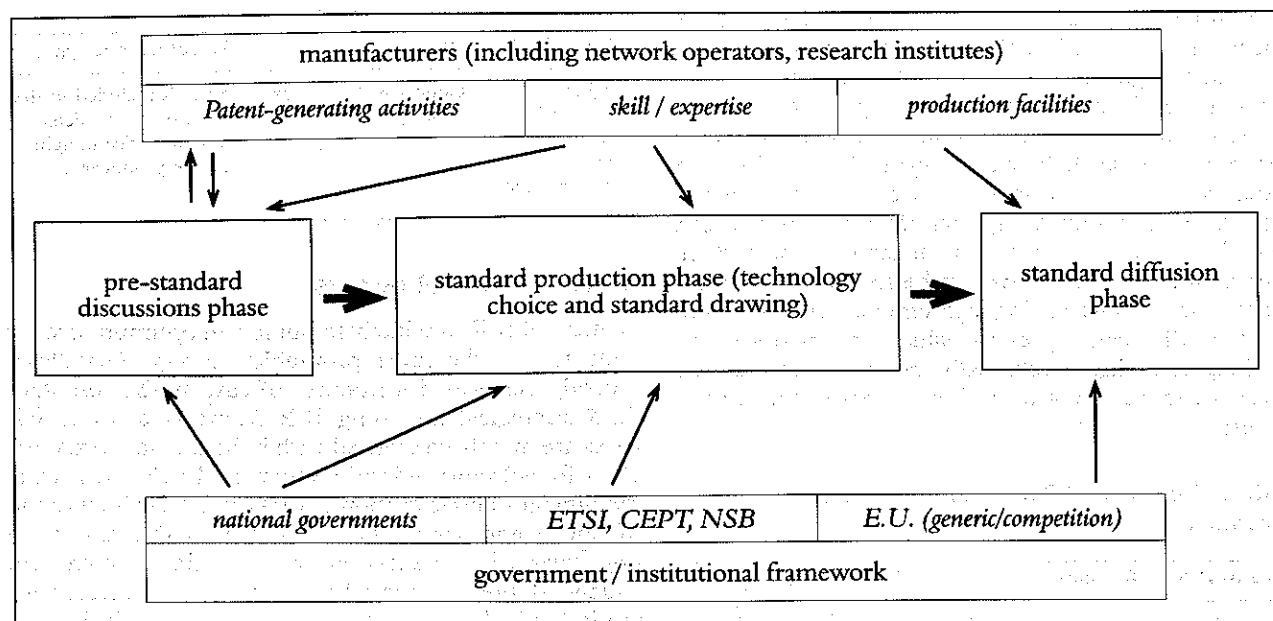 manufacturers (including network operators, research institutes)
Patent-generating activities
skill / expertise
production facilities
pre-standard
discussions phase
standard production phase (technology
choice and standard drawing)
standard diffusion
phase
national governments
ETSI, CEPT, NSB
E.U. (generic/competition)
government / institutional framework